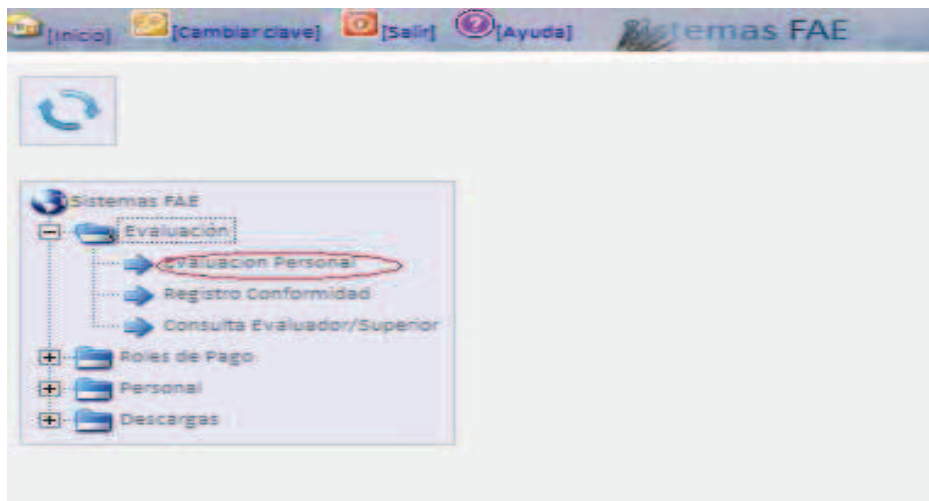 [Inicio] [Cambiar clave] [Salir] [Ayuda] Sistemas FAE
Sistemas FAE
Evaluación
Evaluacion Personal
Registro Conformidad
Consulta Evaluador/Superior
Roles de Pago
Personal
Descargas